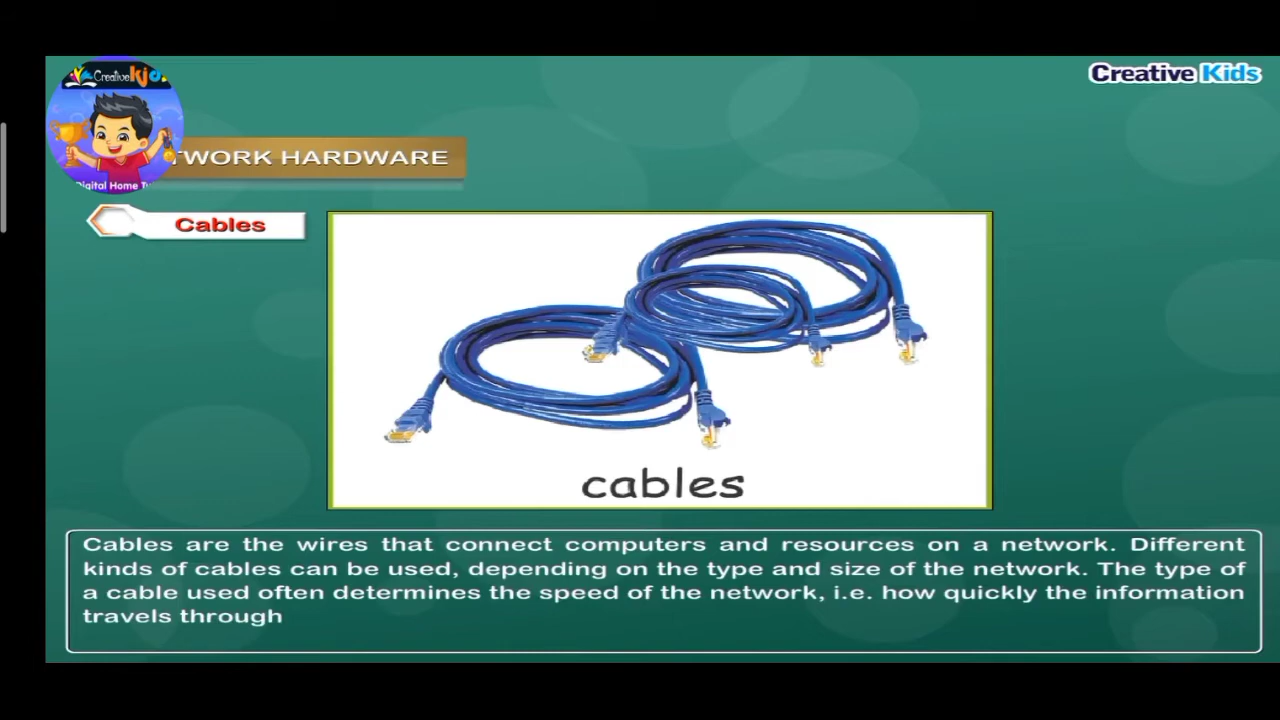 Creative Kids
Creative
Digital Home
TWORK HARDWARE
Cables
cables
Cables are the wires that connect computers and resources on a network. Different
kinds of cables can be used, depending on the type and size of the network. The type of
a cable used often determines the speed of the network, i.e. how quickly the information
travels through